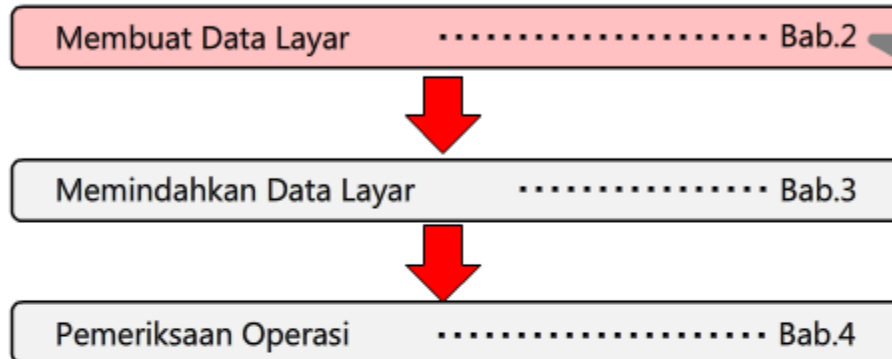 Membuat Data Layar ····················· Bab.2
Memindahkan Data Layar ················ Bab.3
Pemeriksaan Operasi ····················· Bab.4